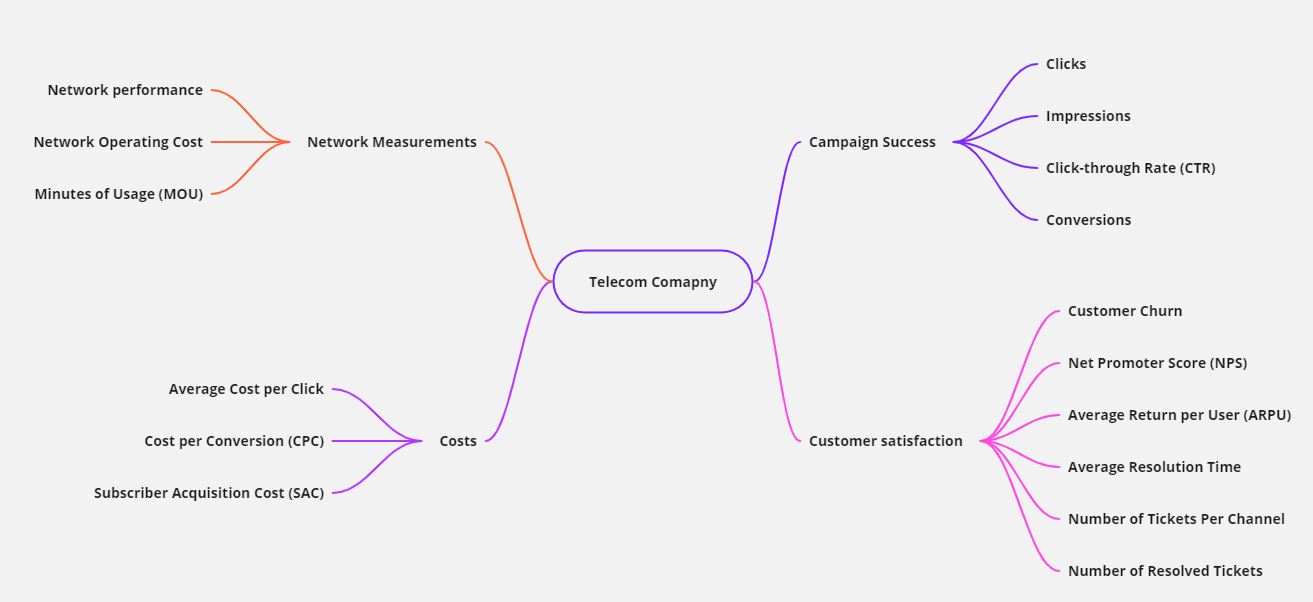 Telecom Comapny
Network Measurements
Network performance
Network Operating Cost
Minutes of Usage (MOU)
Costs
Average Cost per Click
Cost per Conversion (CPC)
Subscriber Acquisition Cost (SAC)
Campaign Success
Clicks
Impressions
Click-through Rate (CTR)
Conversions
Customer satisfaction
Customer Churn
Net Promoter Score (NPS)
Average Return per User (ARPU)
Average Resolution Time
Number of Tickets Per Channel
Number of Resolved Tickets